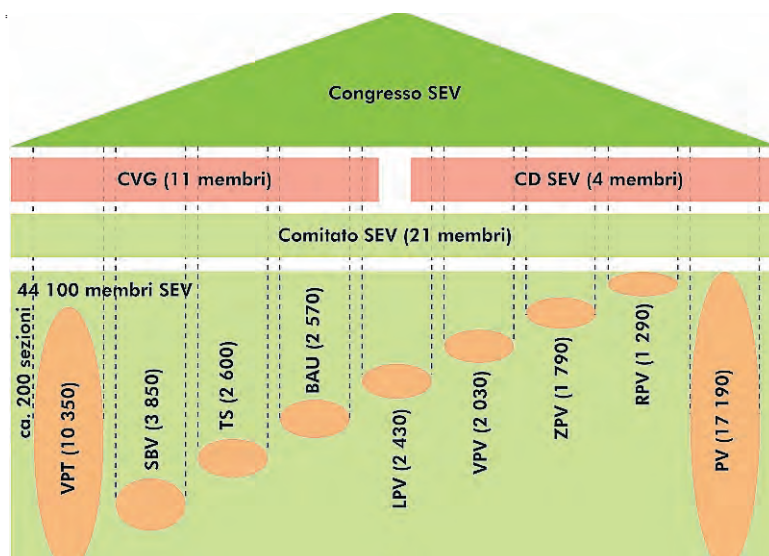 Congresso SEV
CVG (11 membri)
CD SEV (4 membri)
Comitato SEV (21 membri)
44 100 membri SEV
ca. 200 sezioni
VPT (10 350)
SBV (3 850)
TS (2 600)
BAU (2 570)
LPV (2 430)
VPV (2 030)
ZPV (1 790)
RPV (1 290)
PV (17 190)